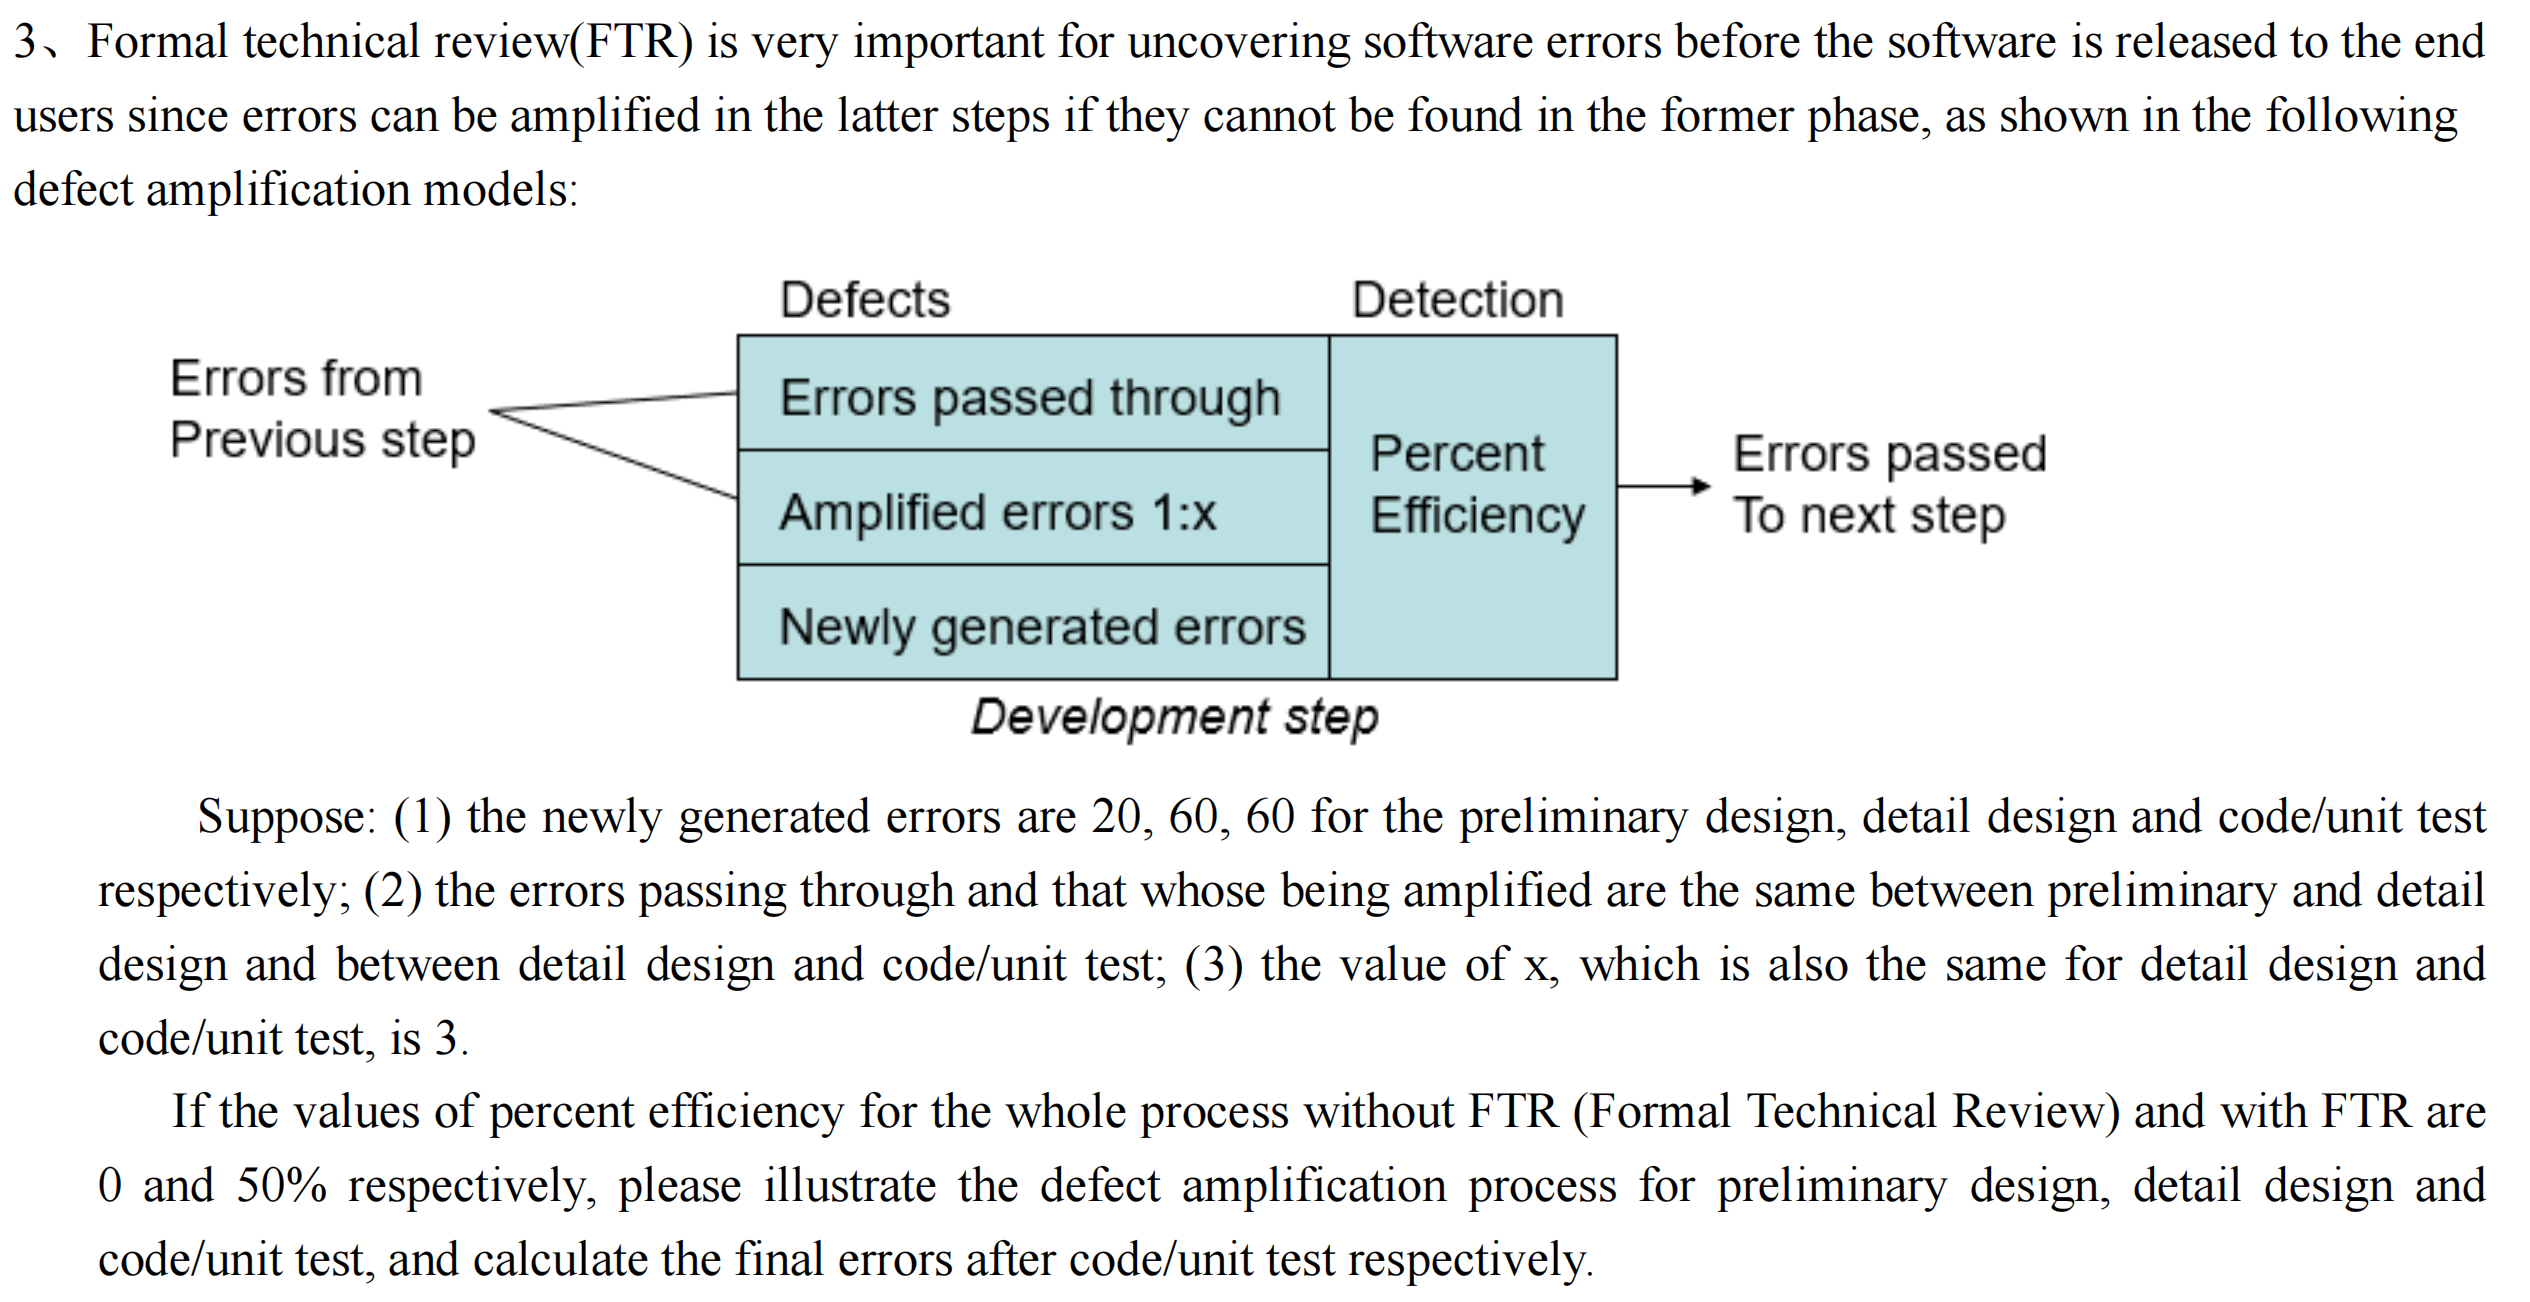 3、Formal technical review(FTR) is very important for uncovering software errors before the software is released to the end
users since errors can be amplified in the latter steps if they cannot be found in the former phase, as shown in the following
defect amplification models:
Defects
Detection
Errors from
Previous step
Errors passed through
Amplified errors 1:x
Newly generated errors
Percent
Efficiency
Errors passed
To next step
Development step
Suppose: (1) the newly generated errors are 20, 60, 60 for the preliminary design, detail design and code/unit test
respectively; (2) the errors passing through and that whose being amplified are the same between preliminary and detail
design and between detail design and code/unit test; (3) the value of x, which is also the same for detail design and
code/unit test, is 3.
If the values of percent efficiency for the whole process without FTR (Formal Technical Review) and with FTR are
0 and 50% respectively, please illustrate the defect amplification process for preliminary design, detail design and
code/unit test, and calculate the final errors after code/unit test respectively.